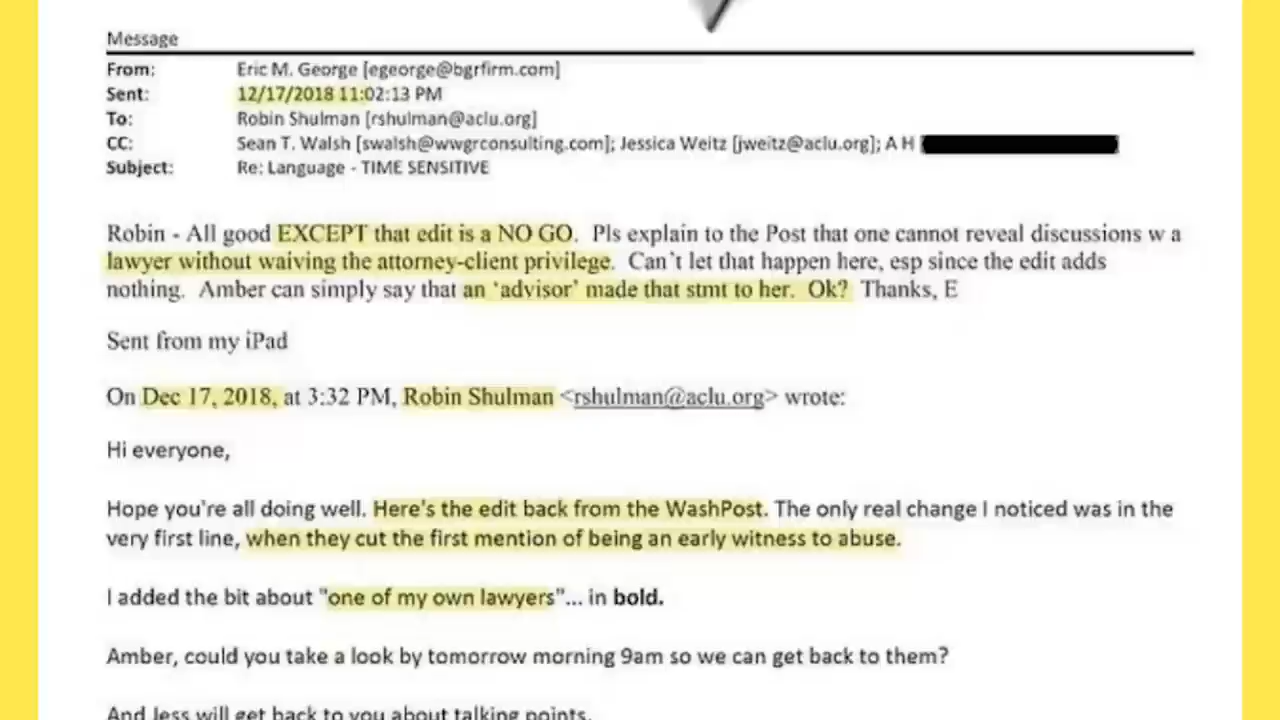 Message
From: Eric M. George [egeorge@bgrfirm.com]
Sent: 12/17/2018 11:02:13 PM
To: Robin Shulman [rshulman@aclu.org]
CC: Sean T. Walsh [swalsh@wwgrconsulting.com]; Jessica Weitz [jweitz@aclu.org]; A H
Subject: Re: Language - TIME SENSITIVE
Robin - All good EXCEPT that edit is a NO GO. Pls explain to the Post that one cannot reveal discussions w a
lawyer without waiving the attorney-client privilege. Can't let that happen here, esp since the edit adds
nothing. Amber can simply say that an 'advisor' made that stmt to her. Ok? Thanks, E
Sent from my iPad
On Dec 17, 2018, at 3:32 PM, Robin Shulman <rshulman@aclu.org> wrote:
Hi everyone,
Hope you're all doing well. Here's the edit back from the WashPost. The only real change I noticed was in the
very first line, when they cut the first mention of being an early witness to abuse.
I added the bit about "one of my own lawyers"... in bold.
Amber, could you take a look by tomorrow morning 9am so we can get back to them?
And Jess will get back to you about talking points.